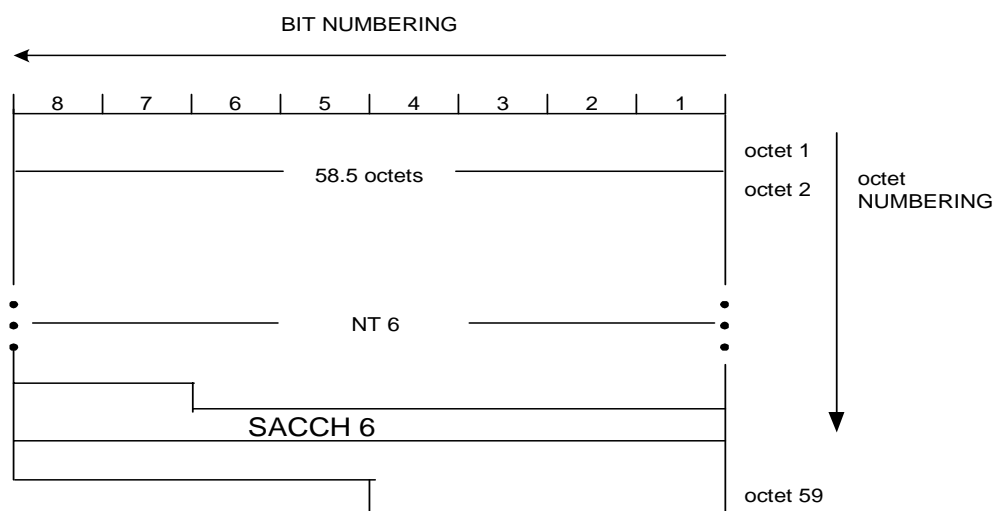 BIT NUMBERING
8 7 6 5 4 3 2 1
octet 1
58.5 octets
octet 2
octet
NUMBERING
NT 6
SACCH 6
octet 59